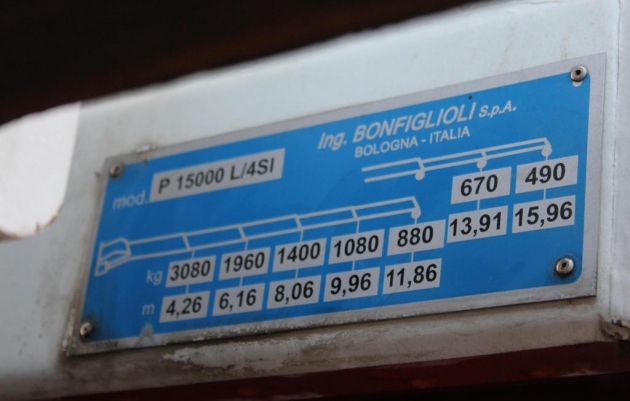 Ing. BONFIGLIOLI S.p.A.
BOLOGNA - ITALIA
mod. P 15000 L/4SI
670 490
13,91 15,96
kg 3080 1960 1400 1080 880
m 4,26 6,16 8,06 9,96 11,86